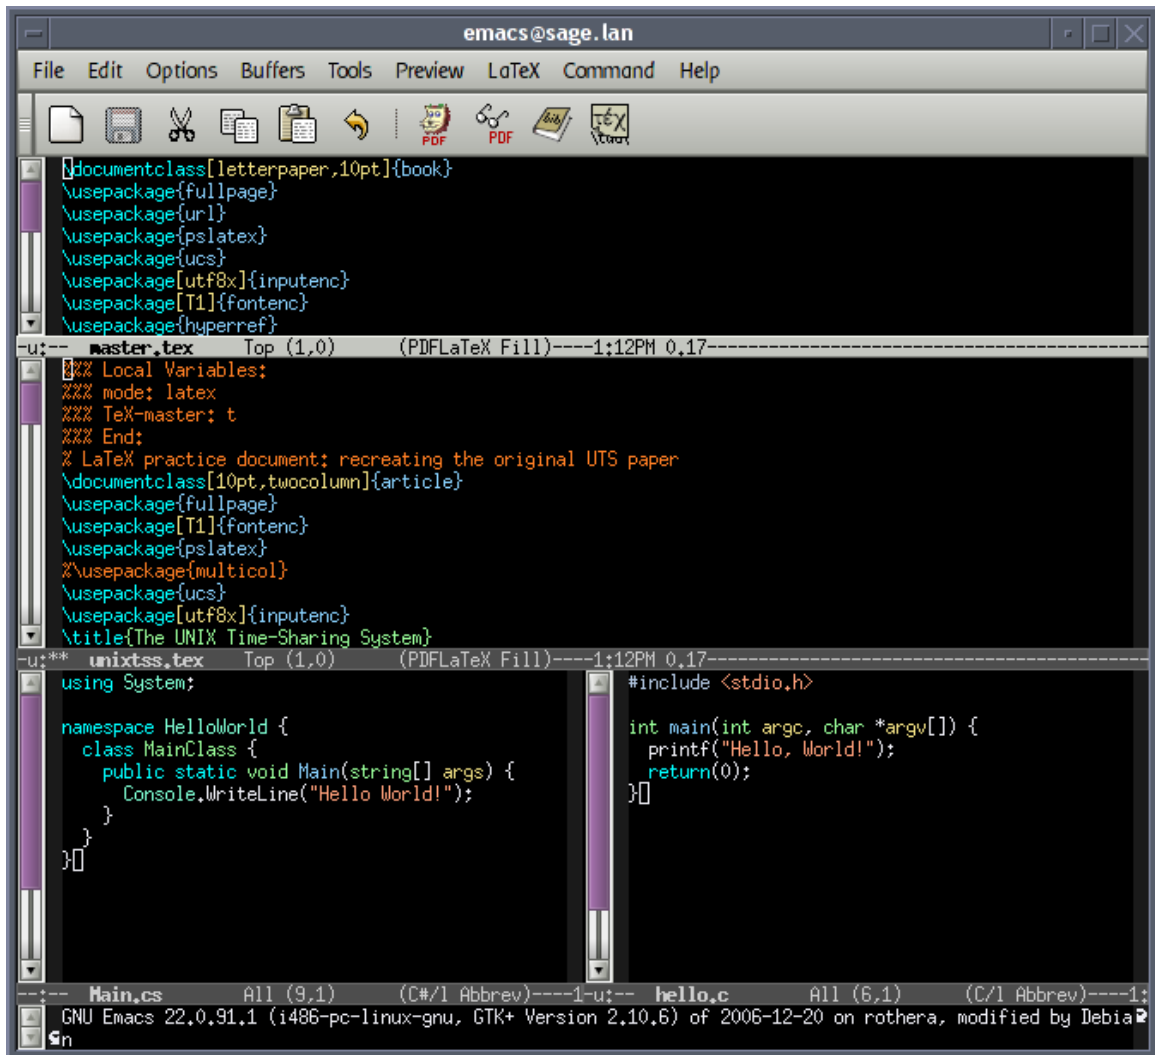 emacs@sage.lan
File Edit Options Buffers Tools Preview LaTeX Command Help
PDF PDF bib τέχ
\documentclass[letterpaper,10pt]{book}
\usepackage{fullpage}
\usepackage{url}
\usepackage{pslatex}
\usepackage{ucs}
\usepackage[utf8x]{inputenc}
\usepackage[T1]{fontenc}
\usepackage{hyperref}
-u:--  master.tex     Top (1,0)      (PDFLaTeX Fill)----1:12PM 0.17--------------------------------------------
%%% Local Variables:
%%% mode: latex
%%% TeX-master: t
%%% End:
% LaTeX practice document: recreating the original UTS paper
\documentclass[10pt,twocolumn]{article}
\usepackage{fullpage}
\usepackage[T1]{fontenc}
\usepackage{pslatex}
%\usepackage{multicol}
\usepackage{ucs}
\usepackage[utf8x]{inputenc}
\title{The UNIX Time-Sharing System}
-u:**  unixtss.tex    Top (1,0)      (PDFLaTeX Fill)----1:12PM 0.17--------------------------------------------
using System;
namespace HelloWorld {
  class MainClass {
    public static void Main(string[] args) {
      Console.WriteLine("Hello World!");
    }
  }
}
--:--  Main.cs        All (9,1)      (C#/l Abbrev)----1
#include <stdio.h>
int main(int argc, char *argv[]) {
  printf("Hello, World!");
  return(0);
}
-u:--  hello.c        All (6,1)      (C/l Abbrev)----1:
GNU Emacs 22.0.91.1 (i486-pc-linux-gnu, GTK+ Version 2.10.6) of 2006-12-20 on rothera, modified by Debia
n